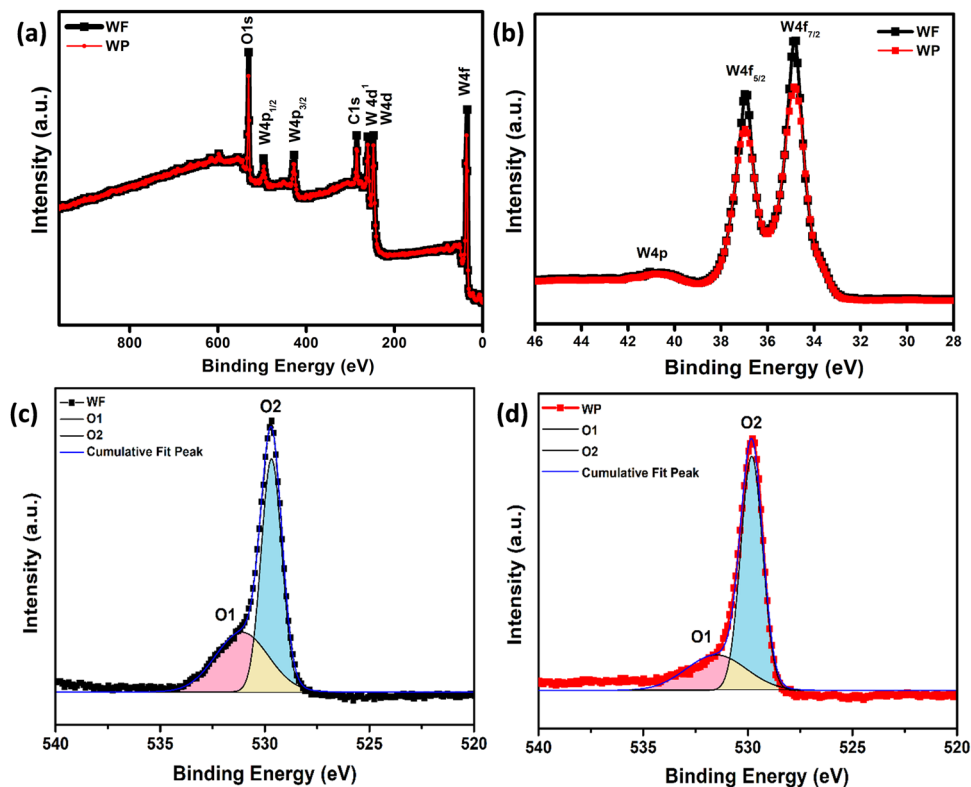 (a)
WF
WP
O1s
W4p1/2
W4p3/2
C1s
W 4d1
W4d
W4f
Intensity (a.u.)
800 600 400 200 0
Binding Energy (eV)
(b)
WF
WP
W4f7/2
W4f5/2
W4p
Intensity (a.u.)
46 44 42 40 38 36 34 32 30 28
Binding Energy (eV)
(c)
WF
O1
O2
Cumulative Fit Peak
O2
O1
Intensity (a.u.)
540 535 530 525 520
Binding Energy (eV)
(d)
WP
O1
O2
Cumulative Fit Peak
O2
O1
Intensity (a.u.)
540 535 530 525 520
Binding Energy (eV)